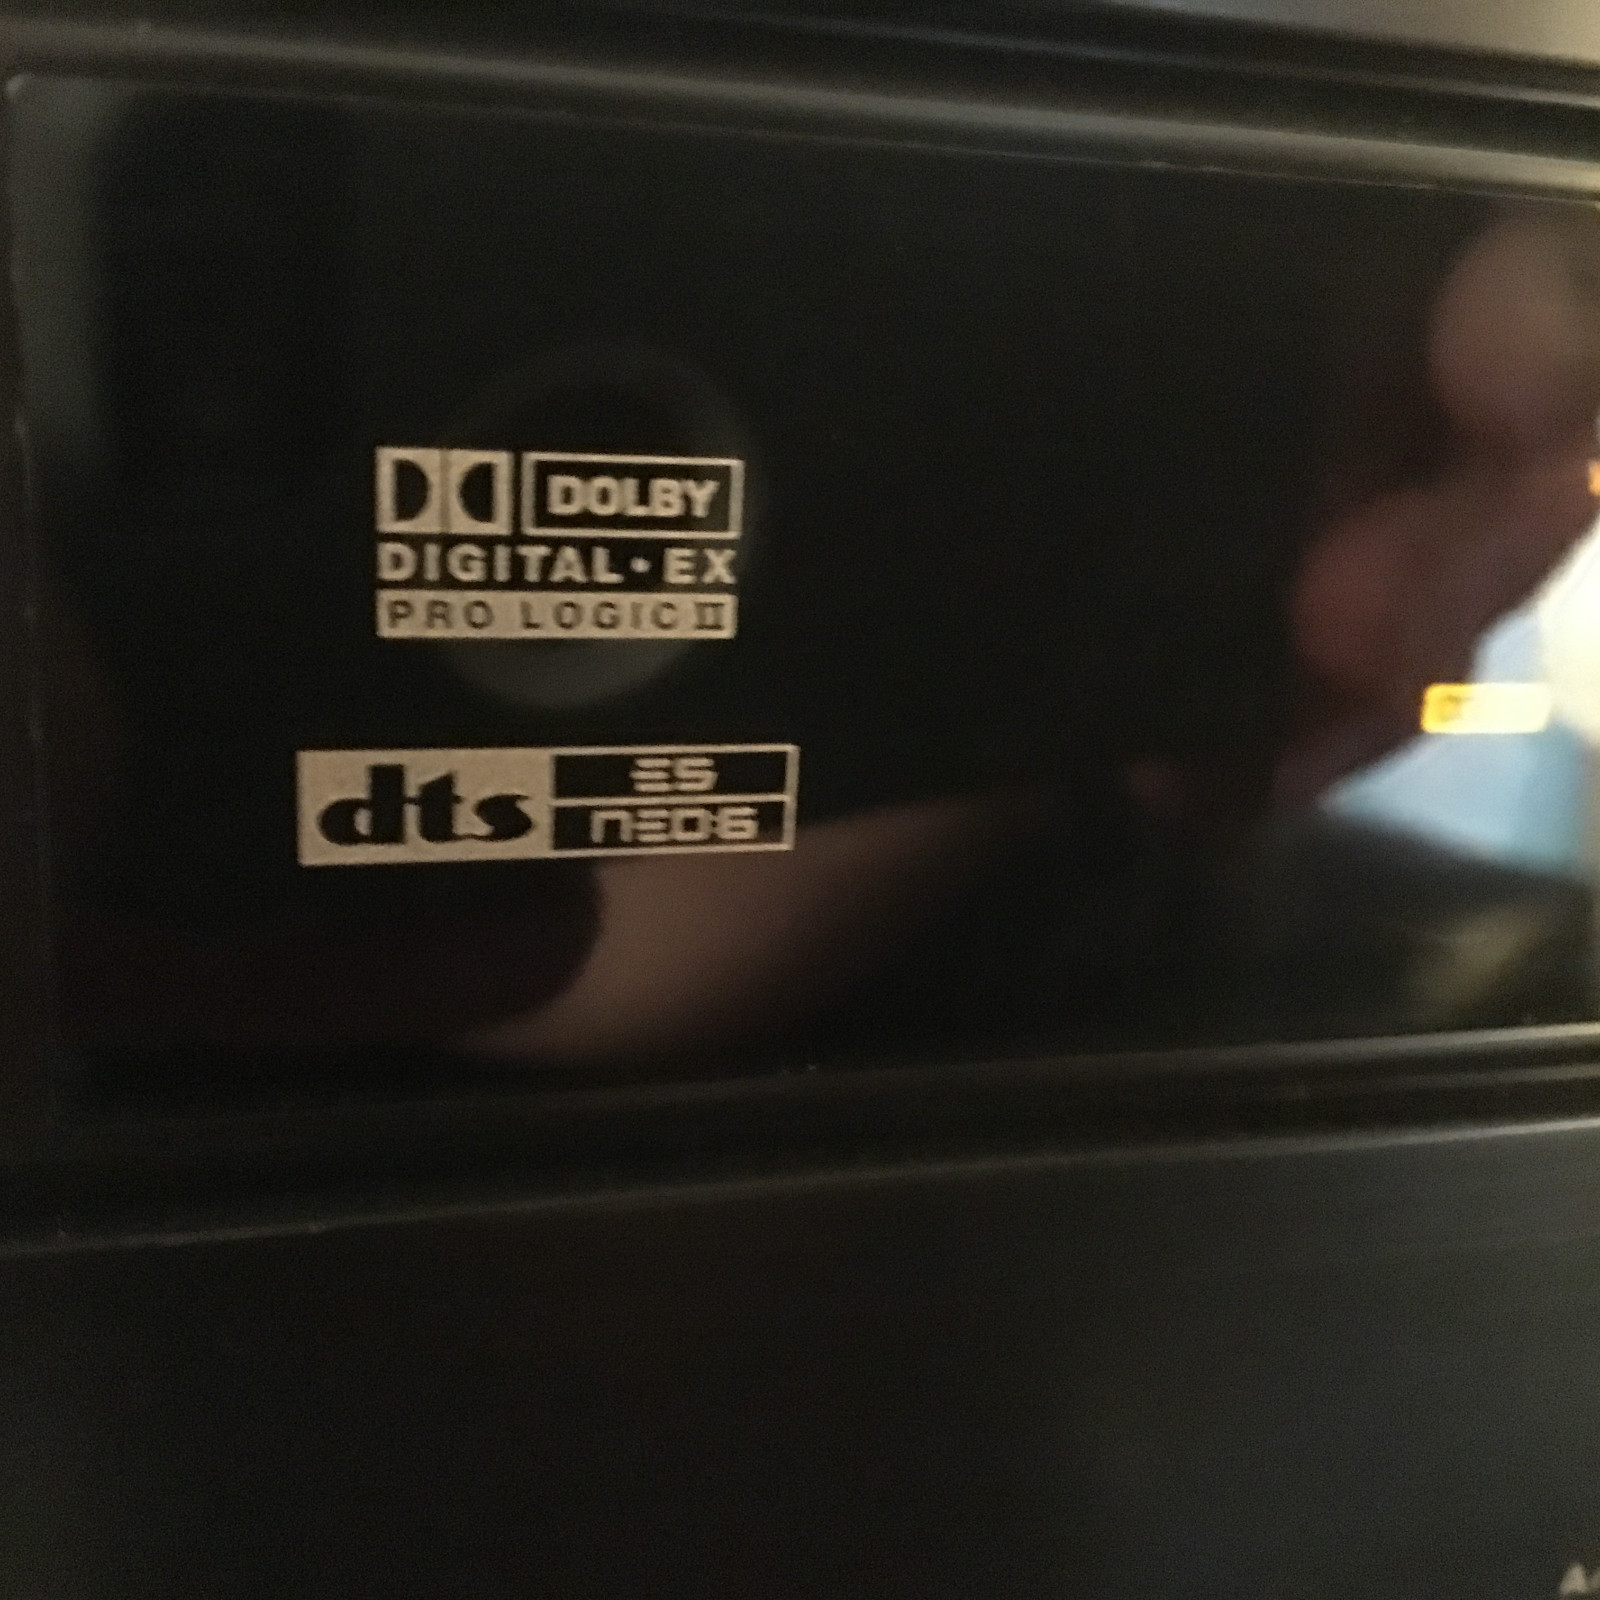 DOLBY
DIGITAL·EX
PRO LOGIC II
dts ES
NEO:6